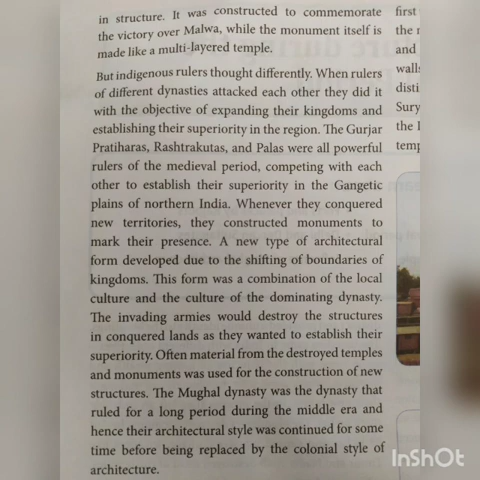 in structure. It was constructed to commemorate
the victory over Malwa, while the monument itself is
made like a multi-layered temple.
But indigenous rulers thought differently. When rulers
of different dynasties attacked each other they did it
with the objective of expanding their kingdoms and
establishing their superiority in the region. The Gurjar
Pratiharas, Rashtrakutas, and Palas were all powerful
rulers of the medieval period, competing with each
other to establish their superiority in the Gangetic
plains of northern India. Whenever they conquered
new territories, they constructed monuments to
mark their presence. A new type of architectural
form developed due to the shifting of boundaries of
kingdoms. This form was a combination of the local
culture and the culture of the dominating dynasty.
The invading armies would destroy the structures
in conquered lands as they wanted to establish their
superiority. Often material from the destroyed temples
and monuments was used for the construction of new
structures. The Mughal dynasty was the dynasty that
ruled for a long period during the middle era and
hence their architectural style was continued for some
time before being replaced by the colonial style of
architecture.
first
the
and
wall
disti
Sury
the
temp
InShOt